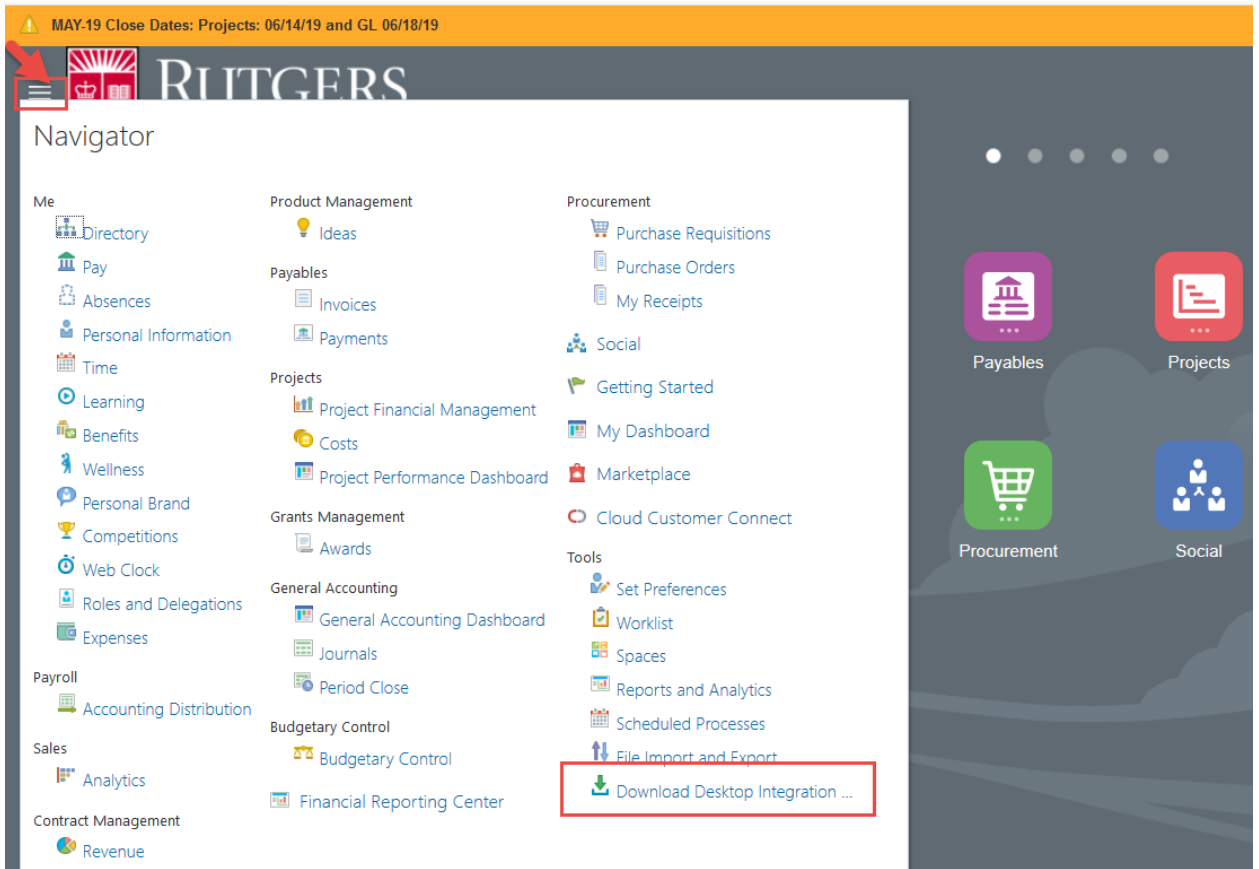 MAY-19 Close Dates: Projects: 06/14/19 and GL 06/18/19
RUTGERS
Navigator
Me
Directory
Pay
Absences
Personal Information
Time
Learning
Benefits
Wellness
Personal Brand
Competitions
Web Clock
Roles and Delegations
Expenses
Payroll
Accounting Distribution
Sales
Analytics
Contract Management
Revenue
Product Management
Ideas
Payables
Invoices
Payments
Projects
Project Financial Management
Costs
Project Performance Dashboard
Grants Management
Awards
General Accounting
General Accounting Dashboard
Journals
Period Close
Budgetary Control
Budgetary Control
Financial Reporting Center
Procurement
Purchase Requisitions
Purchase Orders
My Receipts
Social
Getting Started
My Dashboard
Marketplace
Cloud Customer Connect
Tools
Set Preferences
Worklist
Spaces
Reports and Analytics
Scheduled Processes
File Import and Export
Download Desktop Integration ...
Payables
Projects
Procurement
Social